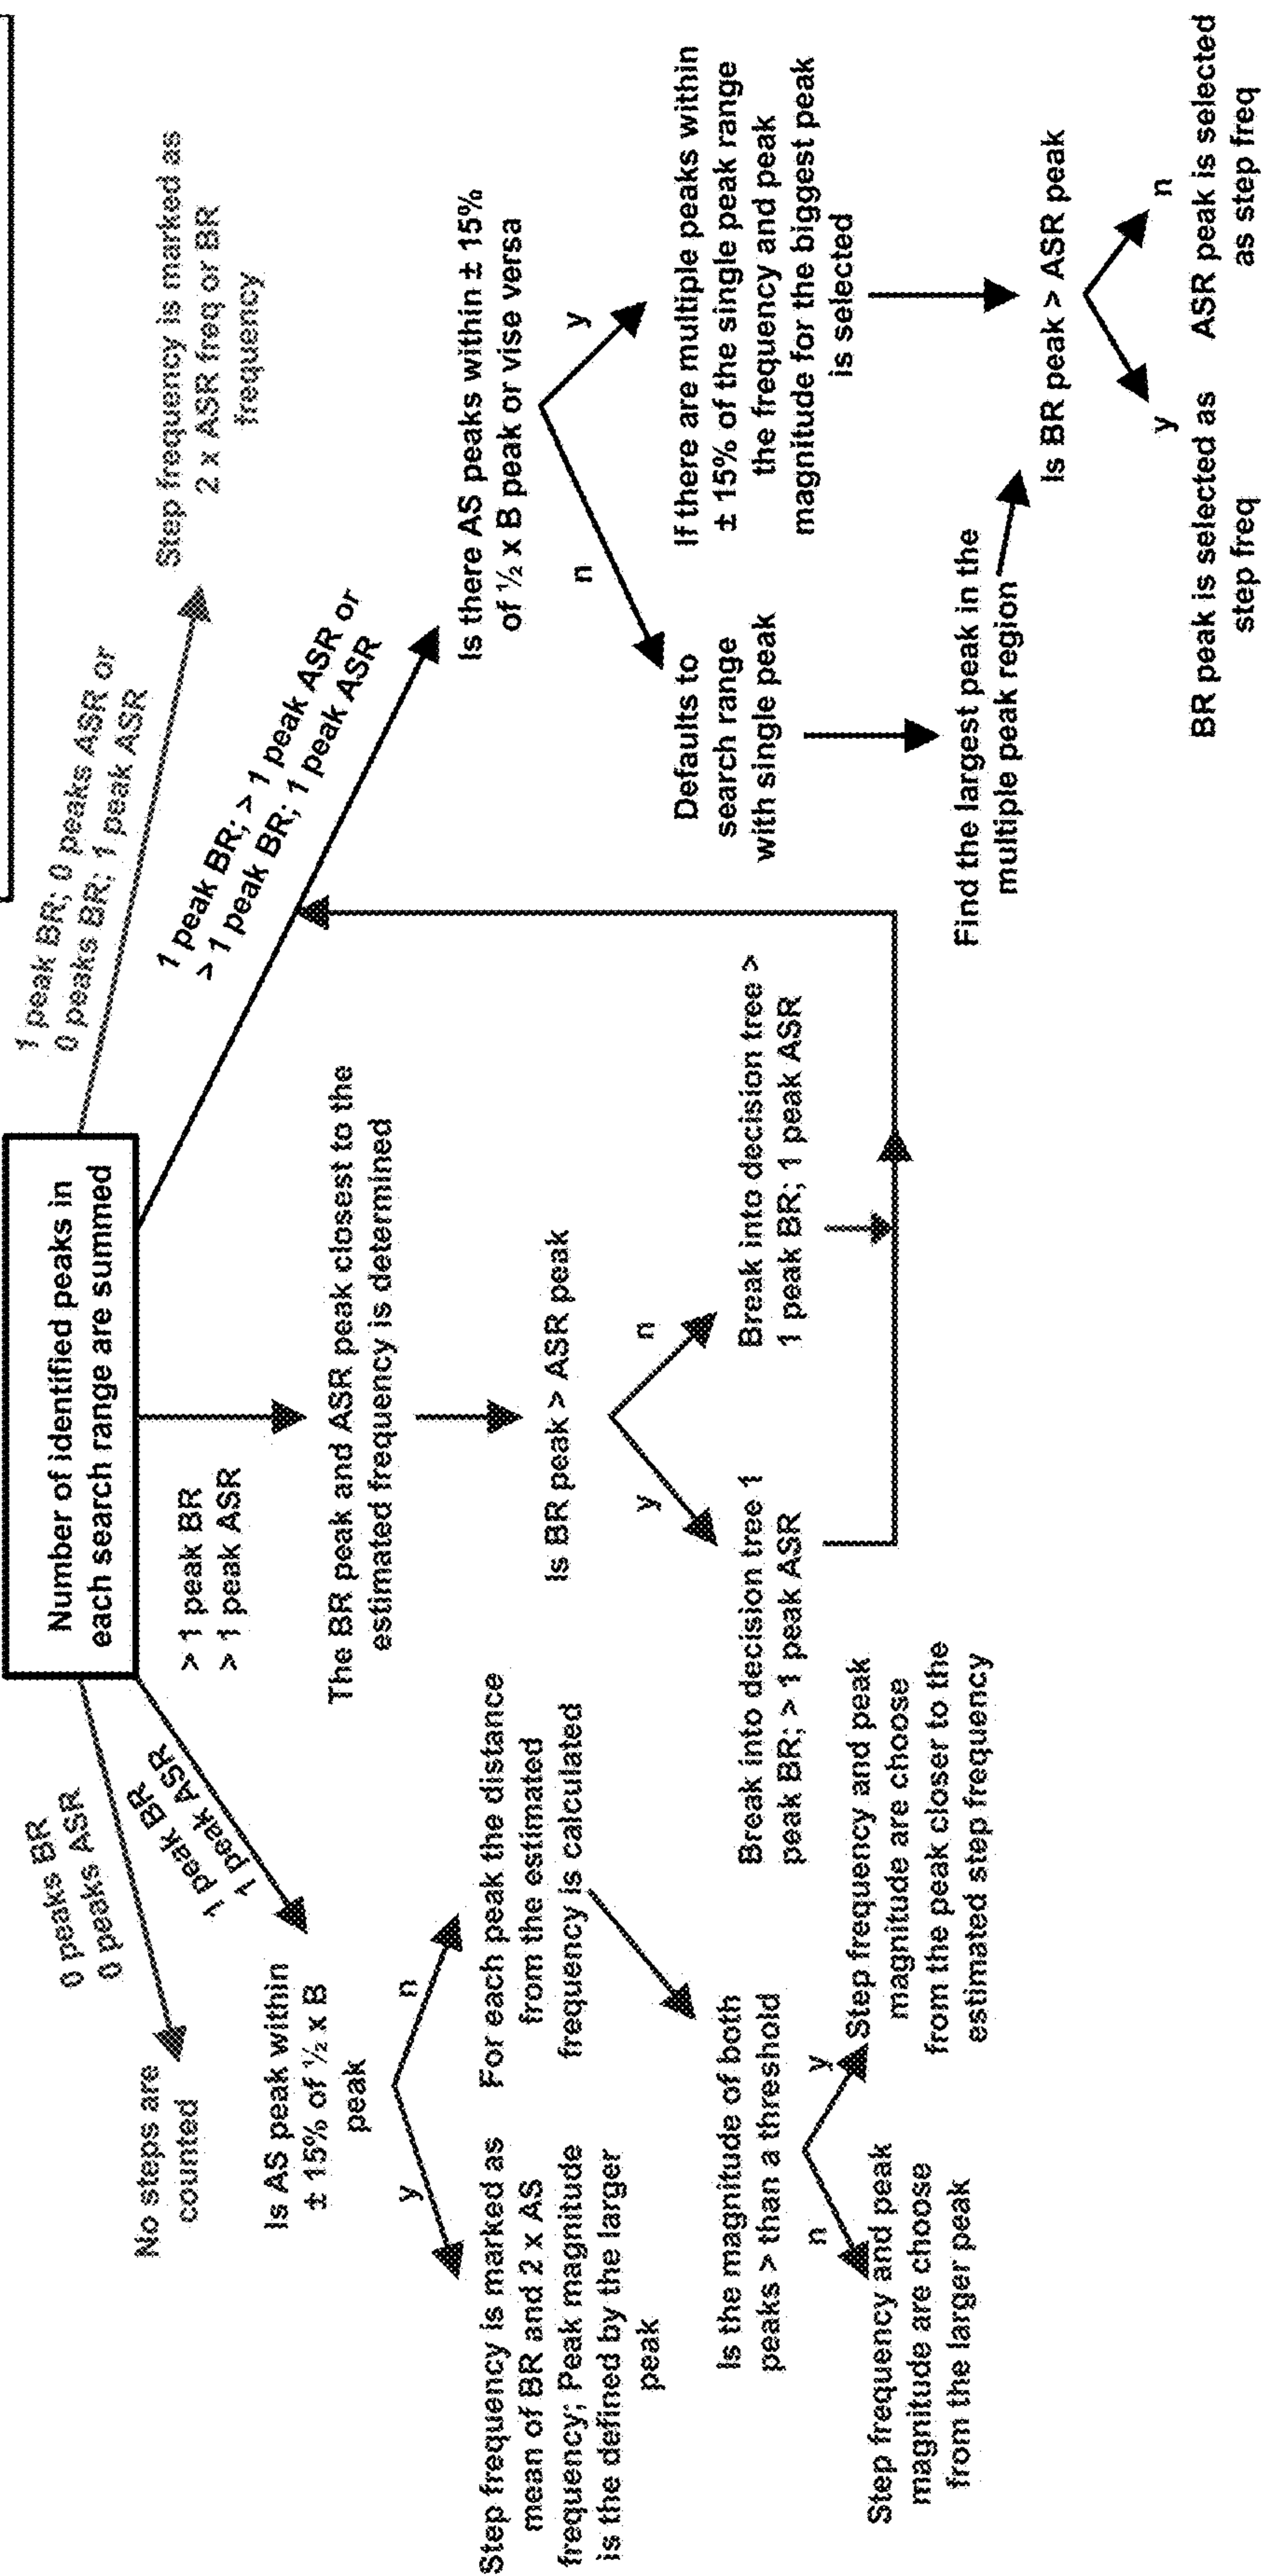 Number of identified peaks in
each search range are summed
0 peaks BR
0 peaks ASR
No steps are
counted
1 peak BR
1 peak ASR
Is AS peak within
± 15% of ½ x B
peak
y
n
Step frequency is marked as
mean of BR and 2 x AS
frequency; Peak magnitude
is the defined by the larger
peak
For each peak the distance
from the estimated
frequency is calculated
Is the magnitude of both
peaks > than a threshold
n
y
Step frequency and peak
magnitude are choose
from the larger peak
Step frequency and peak
magnitude are choose
from the peak closer to the
estimated step frequency
> 1 peak BR
> 1 peak ASR
The BR peak and ASR peak closest to the
estimated frequency is determined
Is BR peak > ASR peak
y
n
Break into decision tree 1
peak BR; > 1 peak ASR
Break into decision tree >
1 peak BR; 1 peak ASR
1 peak BR; > 1 peak ASR or
> 1 peak BR; 1 peak ASR
Is there AS peaks within ± 15%
of ½ x B peak or vise versa
n
y
Defaults to
search range
with single peak
If there are multiple peaks within
± 15% of the single peak range
the frequency and peak
magnitude for the biggest peak
is selected
Find the largest peak in the
multiple peak region
Is BR peak > ASR peak
y
n
BR peak is selected as
step freq
ASR peak is selected
as step freq
1 peak BR; 0 peaks ASR or
0 peaks BR; 1 peak ASR
Step frequency is marked as
2 x ASR freq or BR
frequency